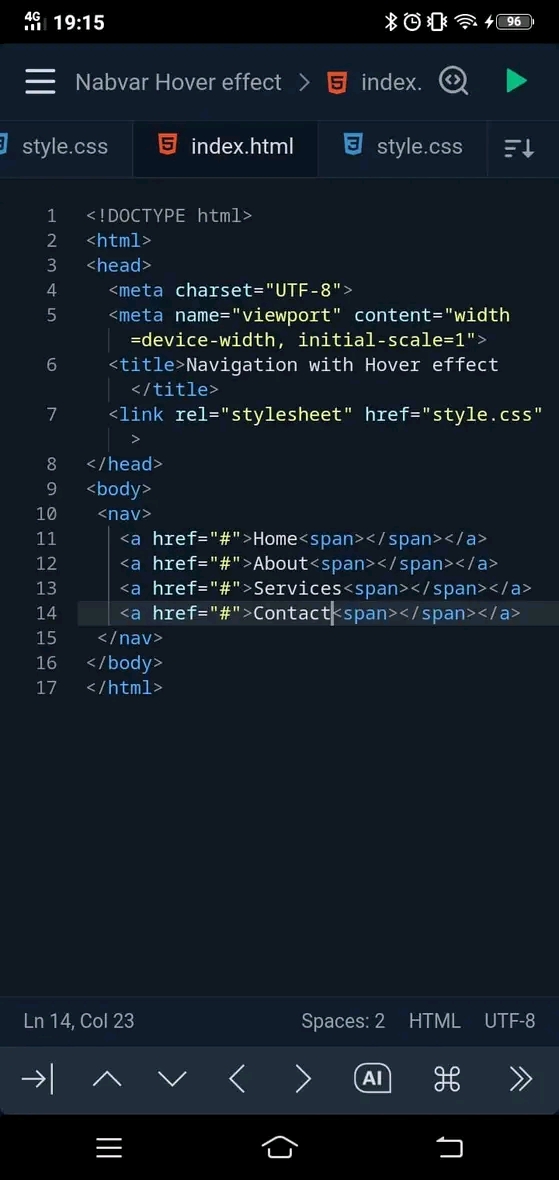 4G 19:15 96
Nabvar Hover effect > index.
style.css index.html style.css
1 <!DOCTYPE html>
2 <html>
3 <head>
4 <meta charset="UTF-8">
5 <meta name="viewport" content="width
=device-width, initial-scale=1">
6 <title>Navigation with Hover effect
</title>
7 <link rel="stylesheet" href="style.css"
>
8 </head>
9 <body>
10 <nav>
11 <a href="#">Home<span></span></a>
12 <a href="#">About<span></span></a>
13 <a href="#">Services<span></span></a>
14 <a href="#">Contact<span></span></a>
15 </nav>
16 </body>
17 </html>
Ln 14, Col 23 Spaces: 2 HTML UTF-8
AI